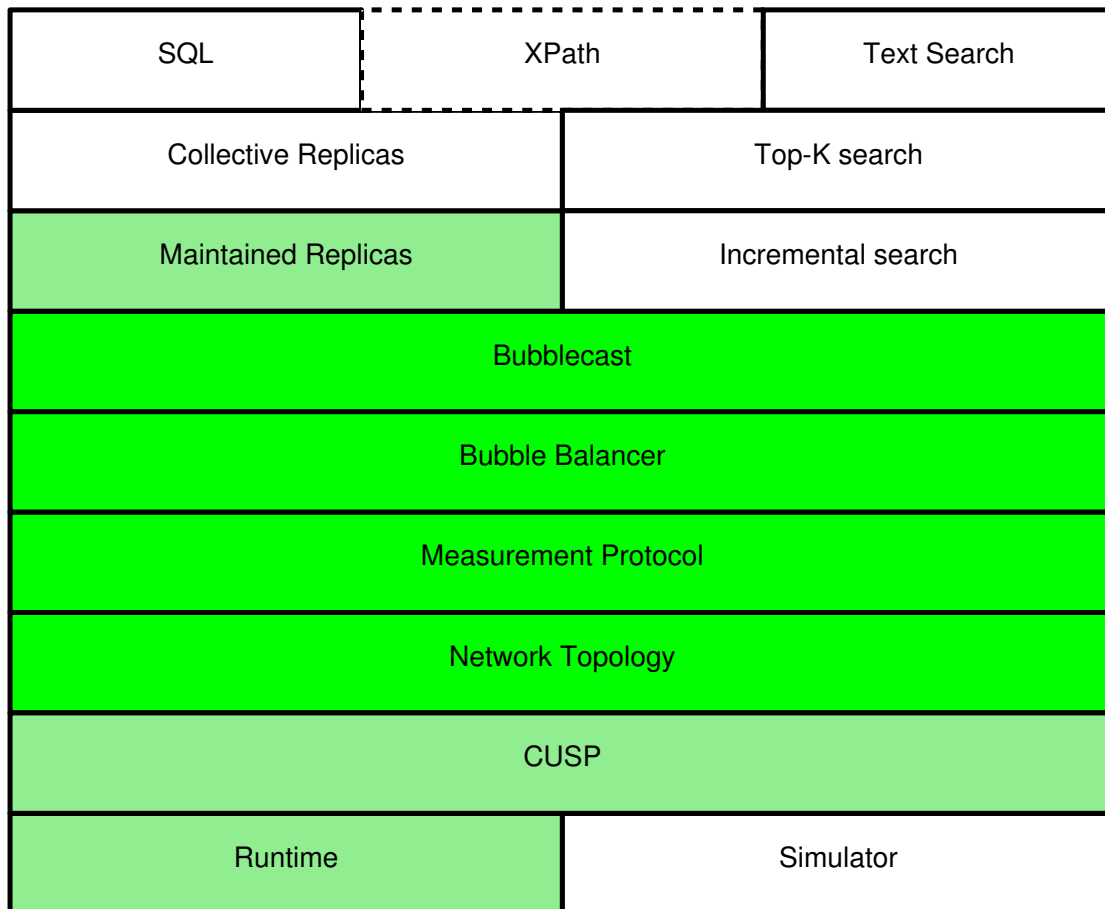 SQL XPath Text Search
Collective Replicas Top-K search
Maintained Replicas Incremental search
Bubblecast
Bubble Balancer
Measurement Protocol
Network Topology
CUSP
Runtime Simulator